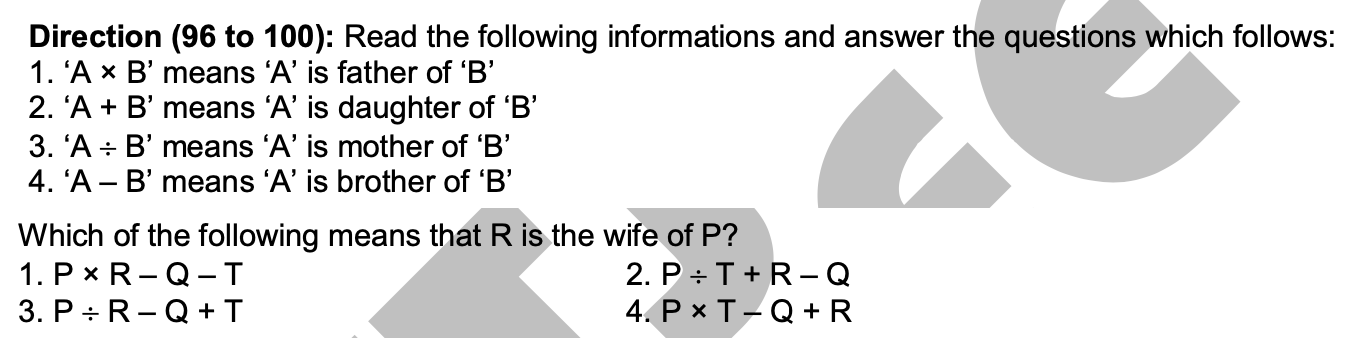 Direction (96 to 100): Read the following informations and answer the questions which follows:
1. ‘A × B’ means ‘A’ is father of ‘B’
2. ‘A + B’ means ‘A’ is daughter of ‘B’
3. ‘A ÷ B’ means ‘A’ is mother of ‘B’
4. ‘A – B’ means ‘A’ is brother of ‘B’
Which of the following means that R is the wife of P?
1. P × R – Q – T 2. P ÷ T + R – Q
3. P ÷ R – Q + T 4. P × T – Q + R